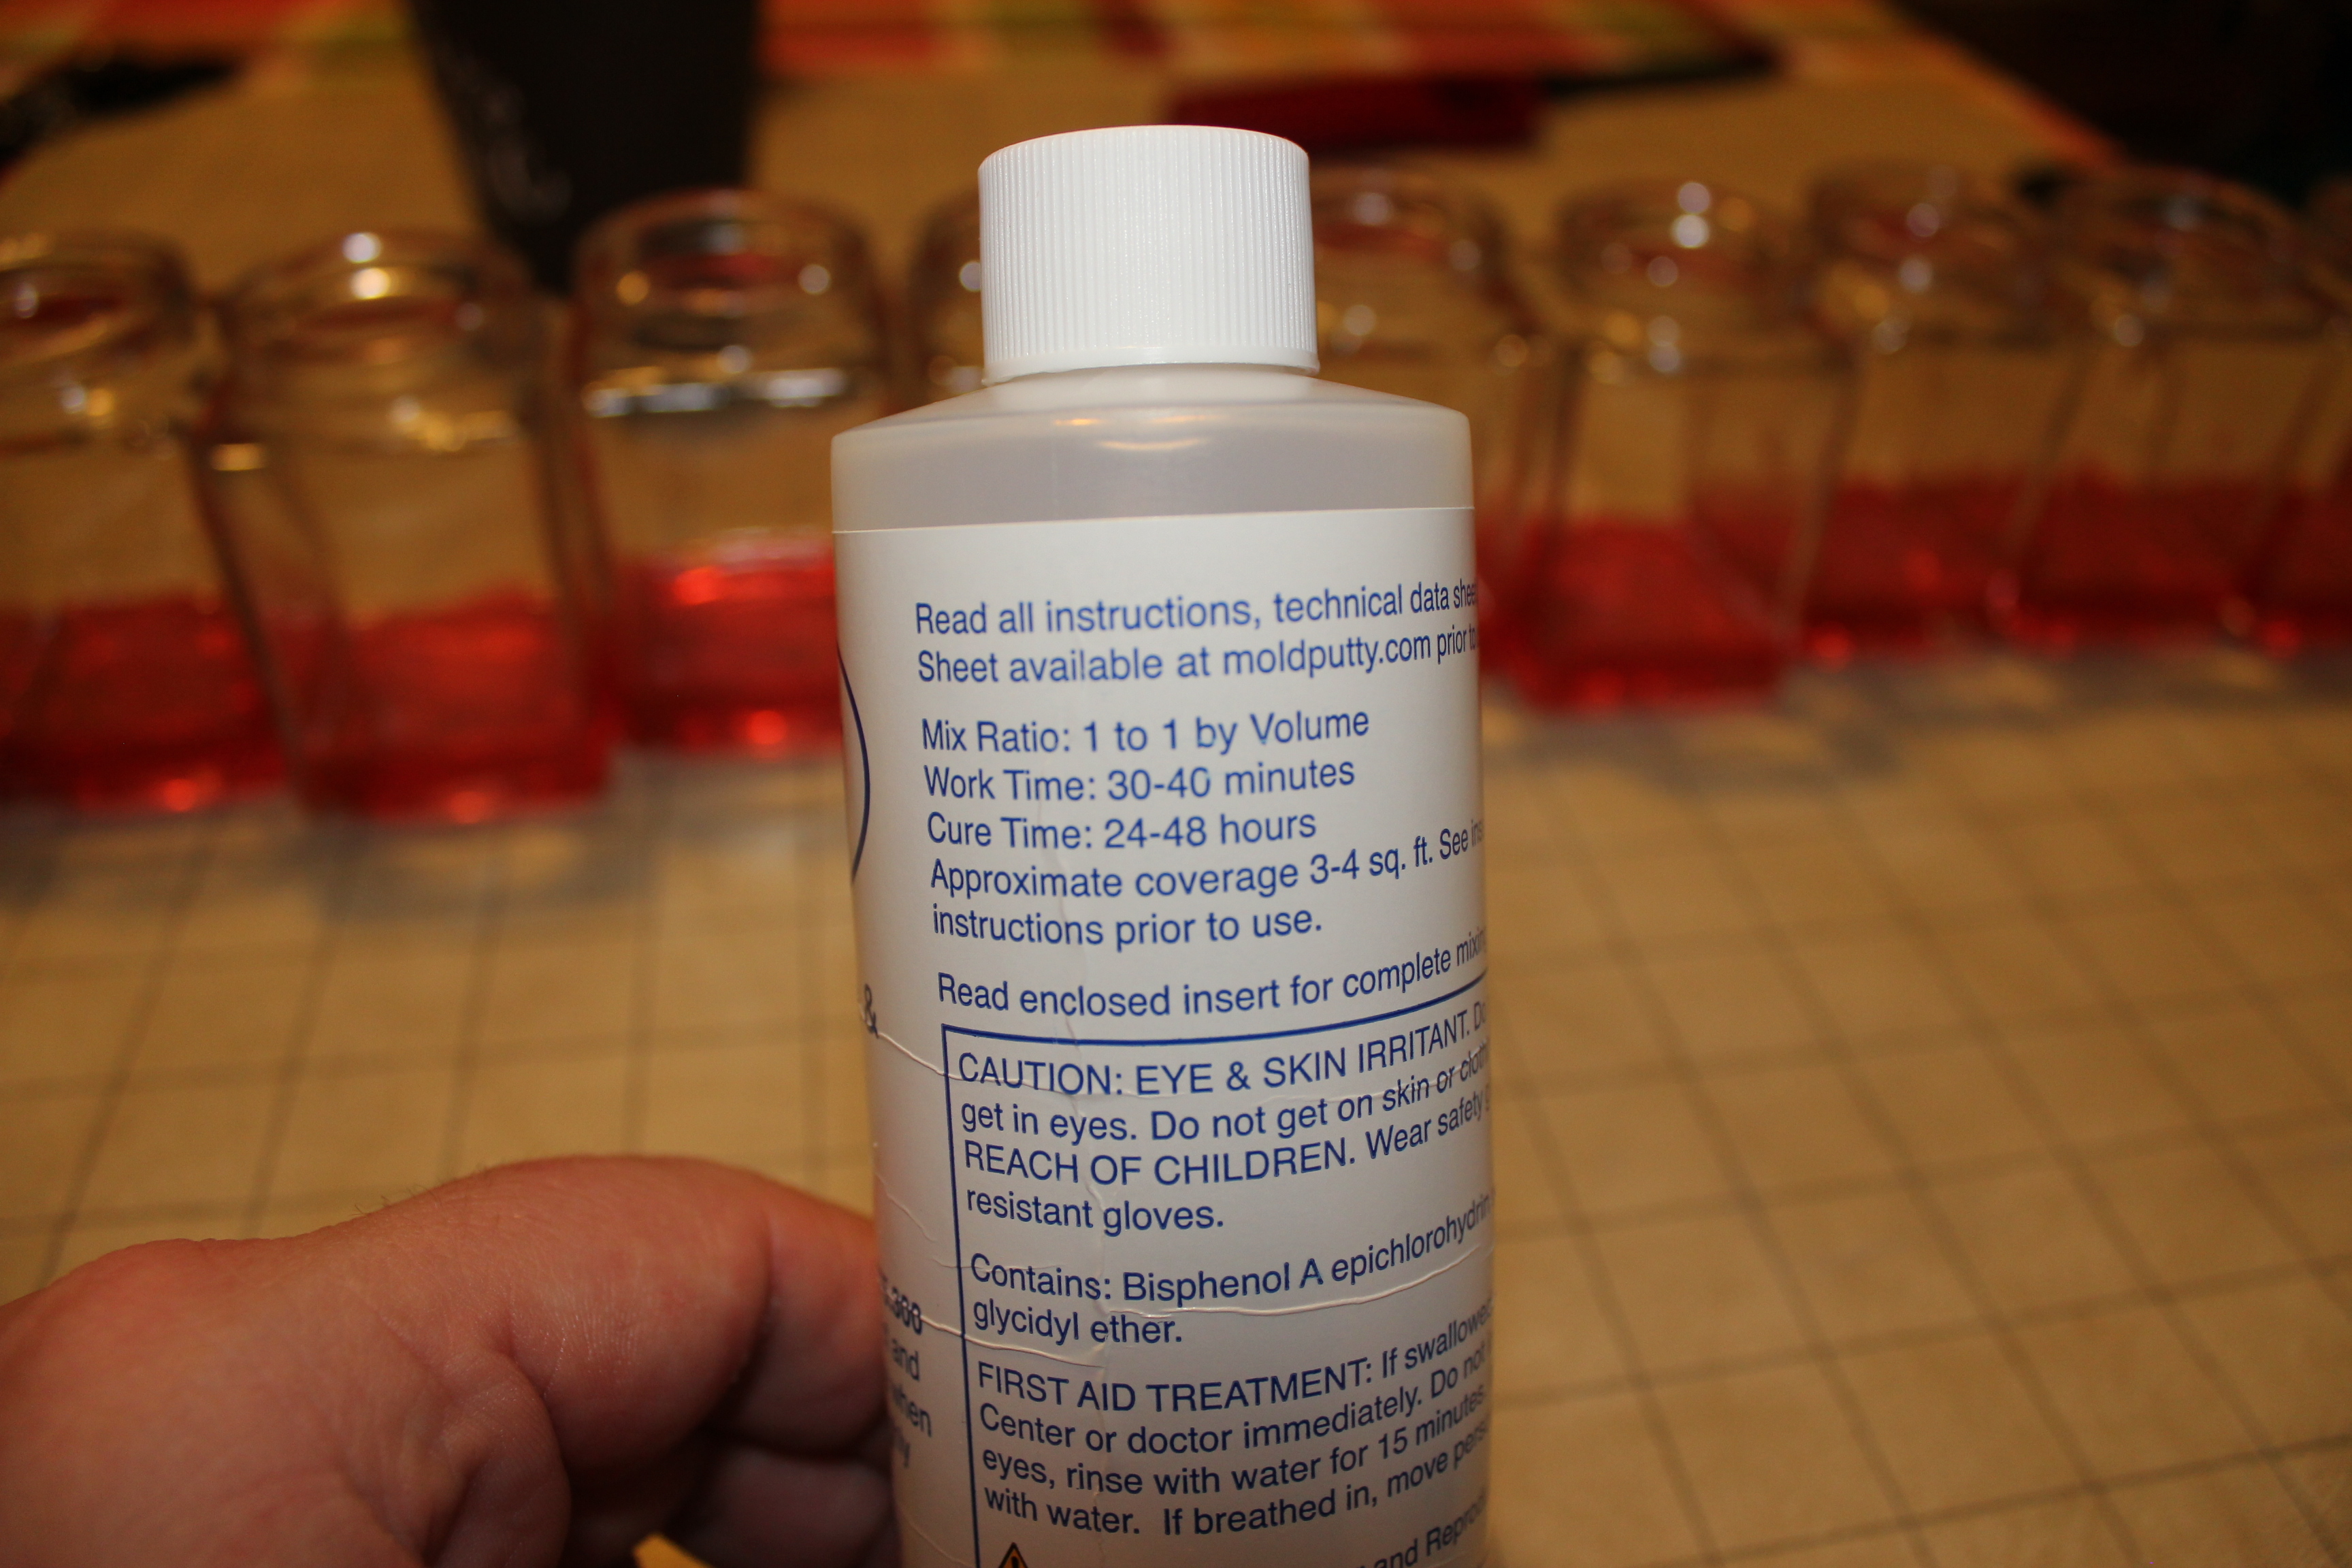 Read all instructions, technical data
Sheet available at moldputty.com prior to
Mix Ratio: 1 to 1 by Volume
Work Time: 30-40 minutes
Cure Time: 24-48 hours
Approximate coverage 3-4 sq. ft. See
instructions prior to use.
Read enclosed insert for complete
CAUTION: EYE & SKIN IRRITANT. Do
get in eyes. Do not get on skin or
REACH OF CHILDREN. Wear safety
resistant gloves.
Contains: Bisphenol A epichlorohydrin
glycidyl ether.
FIRST AID TREATMENT: If swallowed
Center or doctor immediately. Do not
eyes, rinse with water for 15 minutes
with water. If breathed in, move
and
&
and